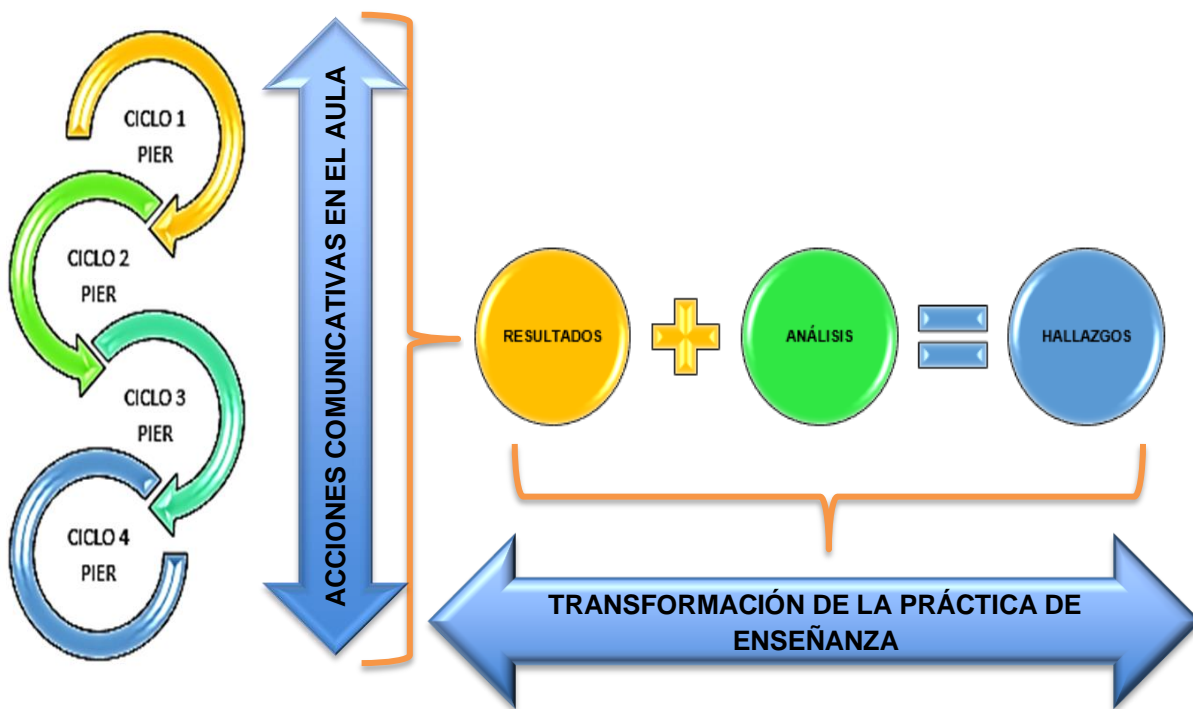 CICLO 1
PIER
CICLO 2
PIER
CICLO 3
PIER
CICLO 4
PIER
ACCIONES COMUNICATIVAS EN EL AULA
RESULTADOS
ANÁLISIS
HALLAZGOS
TRANSFORMACIÓN DE LA PRÁCTICA DE
ENSEÑANZA